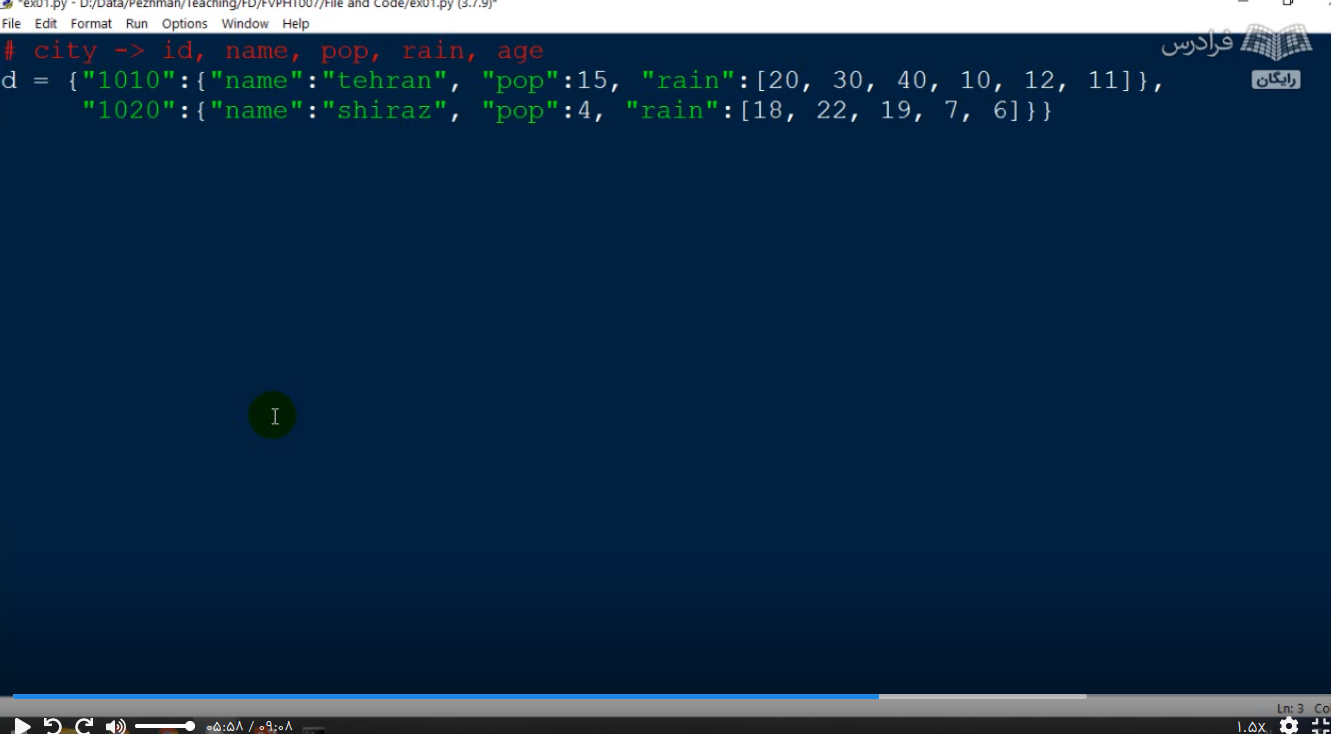 *ex01.py - D:/Data/Pezhman/Teaching/FD/FVPHT007/File and Code/ex01.py (3.7.9)*
File Edit Format Run Options Window Help
# city -> id, name, pop, rain, age
d = {"1010":{"name":"tehran", "pop":15, "rain":[20, 30, 40, 10, 12, 11]},
"1020":{"name":"shiraz", "pop":4, "rain":[18, 22, 19, 7, 6]}}
فرادرس
رایگان
Ln: 3 Co
۰۵:۵۸ / ۰۹:۰۸
۱.۵X